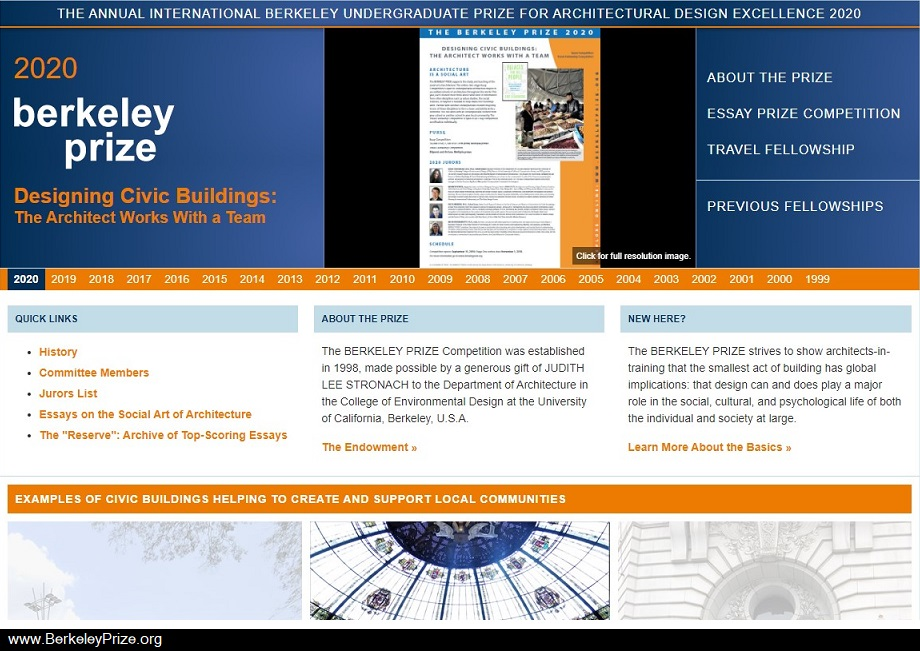 THE ANNUAL INTERNATIONAL BERKELEY UNDERGRADUATE PRIZE FOR ARCHITECTURAL DESIGN EXCELLENCE 2020
2020
berkeley
prize
Designing Civic Buildings:
The Architect Works With a Team
THE BERKELEY PRIZE 2020
DESIGNING CIVIC BUILDINGS:
THE ARCHITECT WORKS WITH A TEAM
ARCHITECTURE
IS A SOCIAL ART
2020 JURORS
SCHEDULE
Click for full resolution image.
ABOUT THE PRIZE
ESSAY PRIZE COMPETITION
TRAVEL FELLOWSHIP
PREVIOUS FELLOWSHIPS
2020 2019 2018 2017 2016 2015 2014 2013 2012 2011 2010 2009 2008 2007 2006 2005 2004 2003 2002 2001 2000 1999
QUICK LINKS
History
Committee Members
Jurors List
Essays on the Social Art of Architecture
The "Reserve": Archive of Top-Scoring Essays
ABOUT THE PRIZE
The BERKELEY PRIZE Competition was established
in 1998, made possible by a generous gift of JUDITH
LEE STRONACH to the Department of Architecture in
the College of Environmental Design at the University
of California, Berkeley, U.S.A.
The Endowment »
NEW HERE?
The BERKELEY PRIZE strives to show architects-in-
training that the smallest act of building has global
implications: that design can and does play a major
role in the social, cultural, and psychological life of both
the individual and society at large.
Learn More About the Basics »
EXAMPLES OF CIVIC BUILDINGS HELPING TO CREATE AND SUPPORT LOCAL COMMUNITIES
www.BerkeleyPrize.org